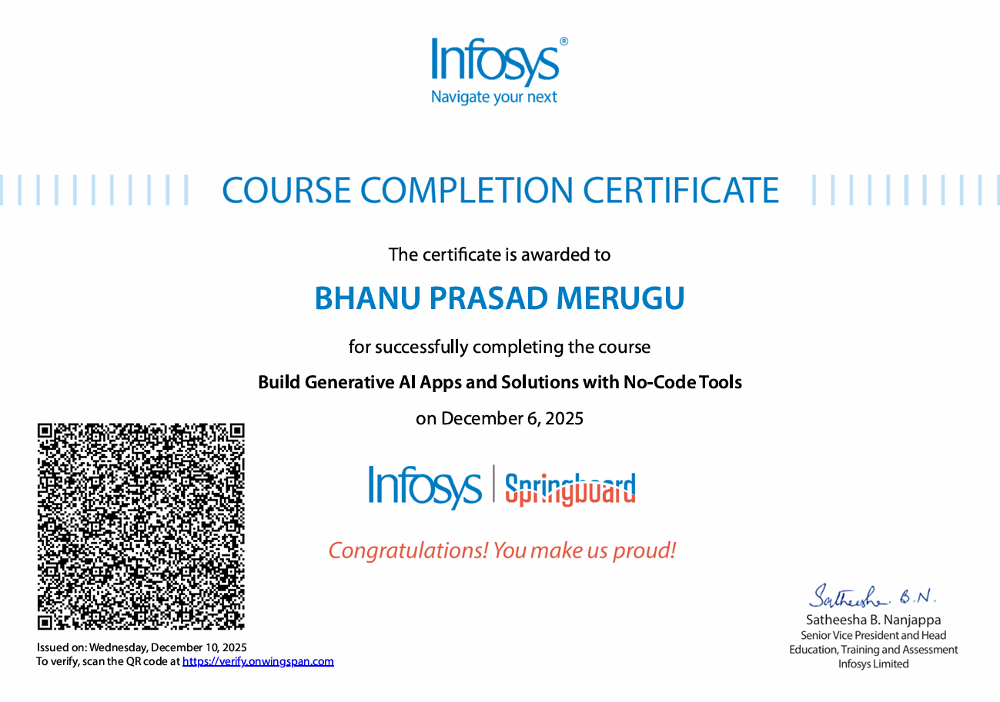 Infosys®
Navigate your next
COURSE COMPLETION CERTIFICATE
The certificate is awarded to
BHANU PRASAD MERUGU
for successfully completing the course
Build Generative AI Apps and Solutions with No-Code Tools
on December 6, 2025
Infosys | Springboard
Congratulations! You make us proud!
Satheesha. B.N.
Satheesha B. Nanjappa
Senior Vice President and Head
Education, Training and Assessment
Infosys Limited
Issued on: Wednesday, December 10, 2025
To verify, scan the QR code at https://verify.onwingspan.com